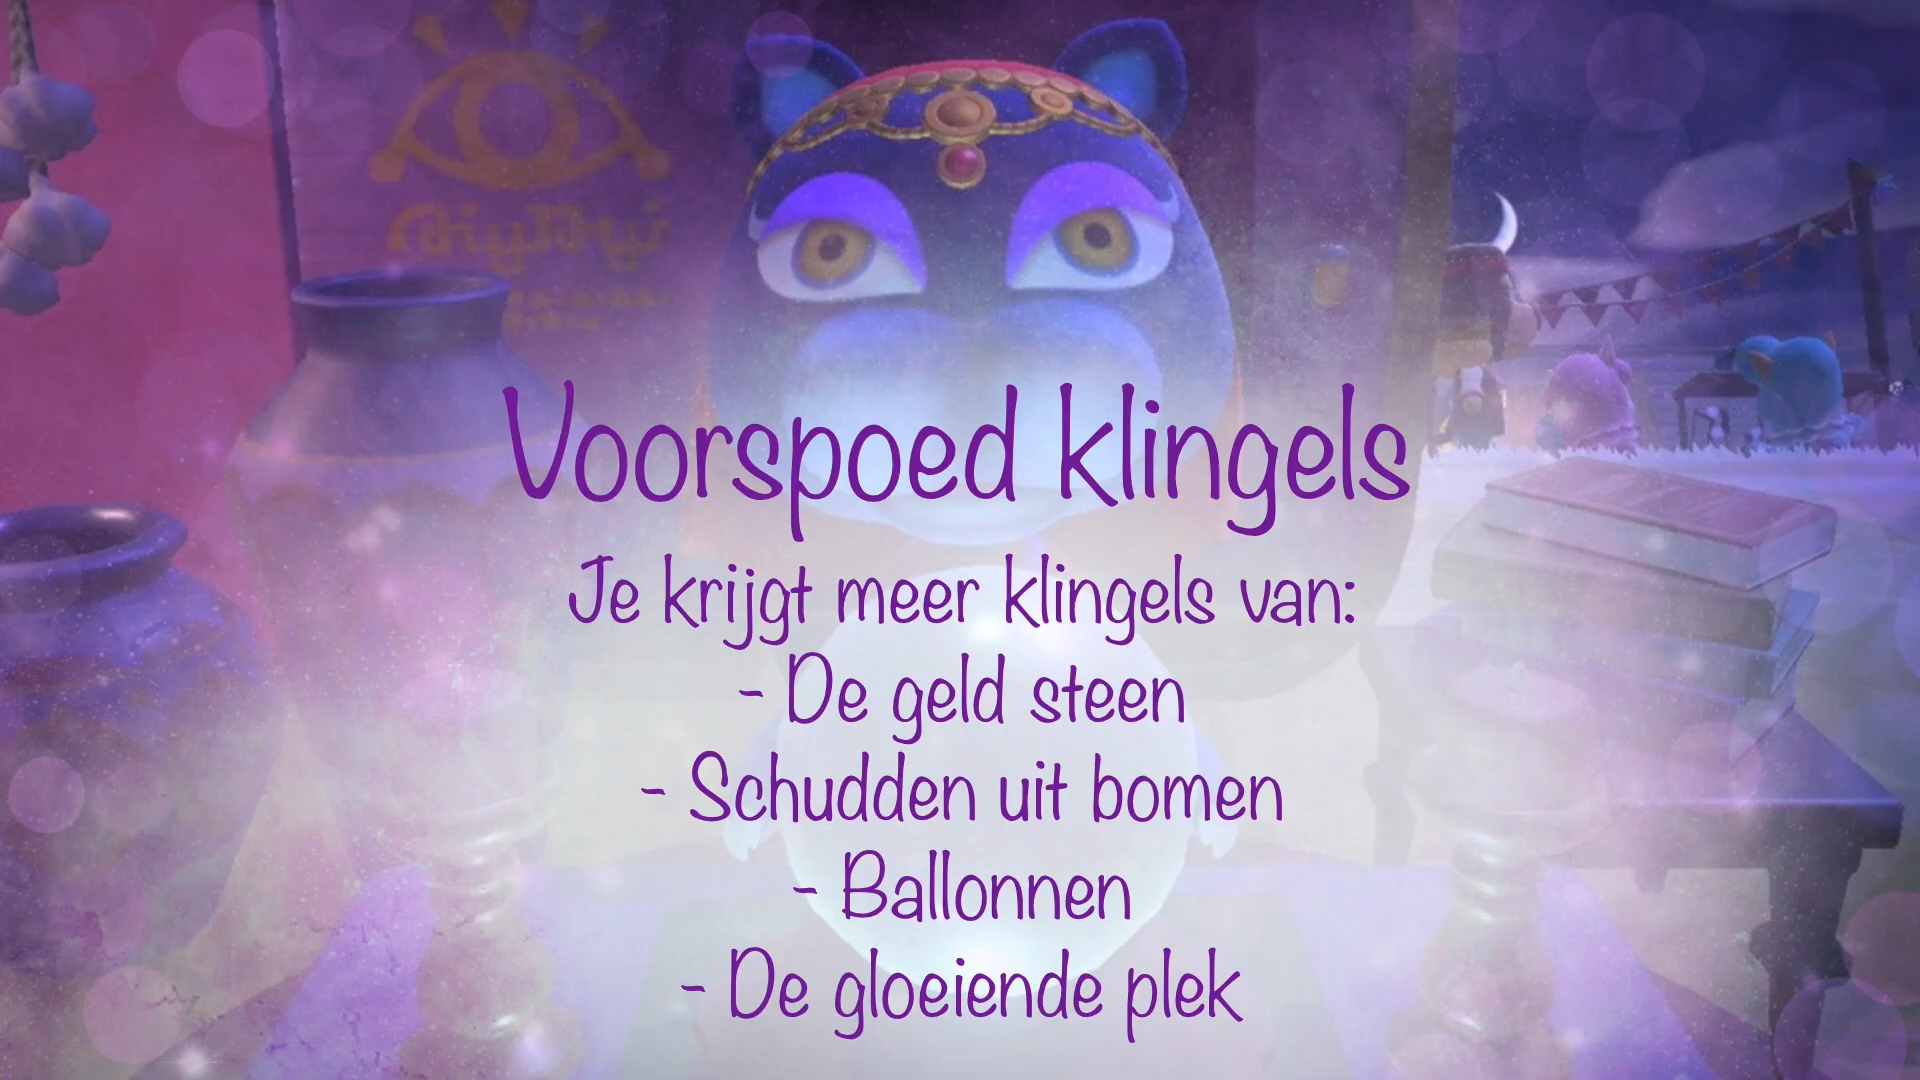 Voorspoed klingels
Je krijgt meer klingels van:
- De geld steen
- Schudden uit bomen
- Ballonnen
- De gloeiende plek